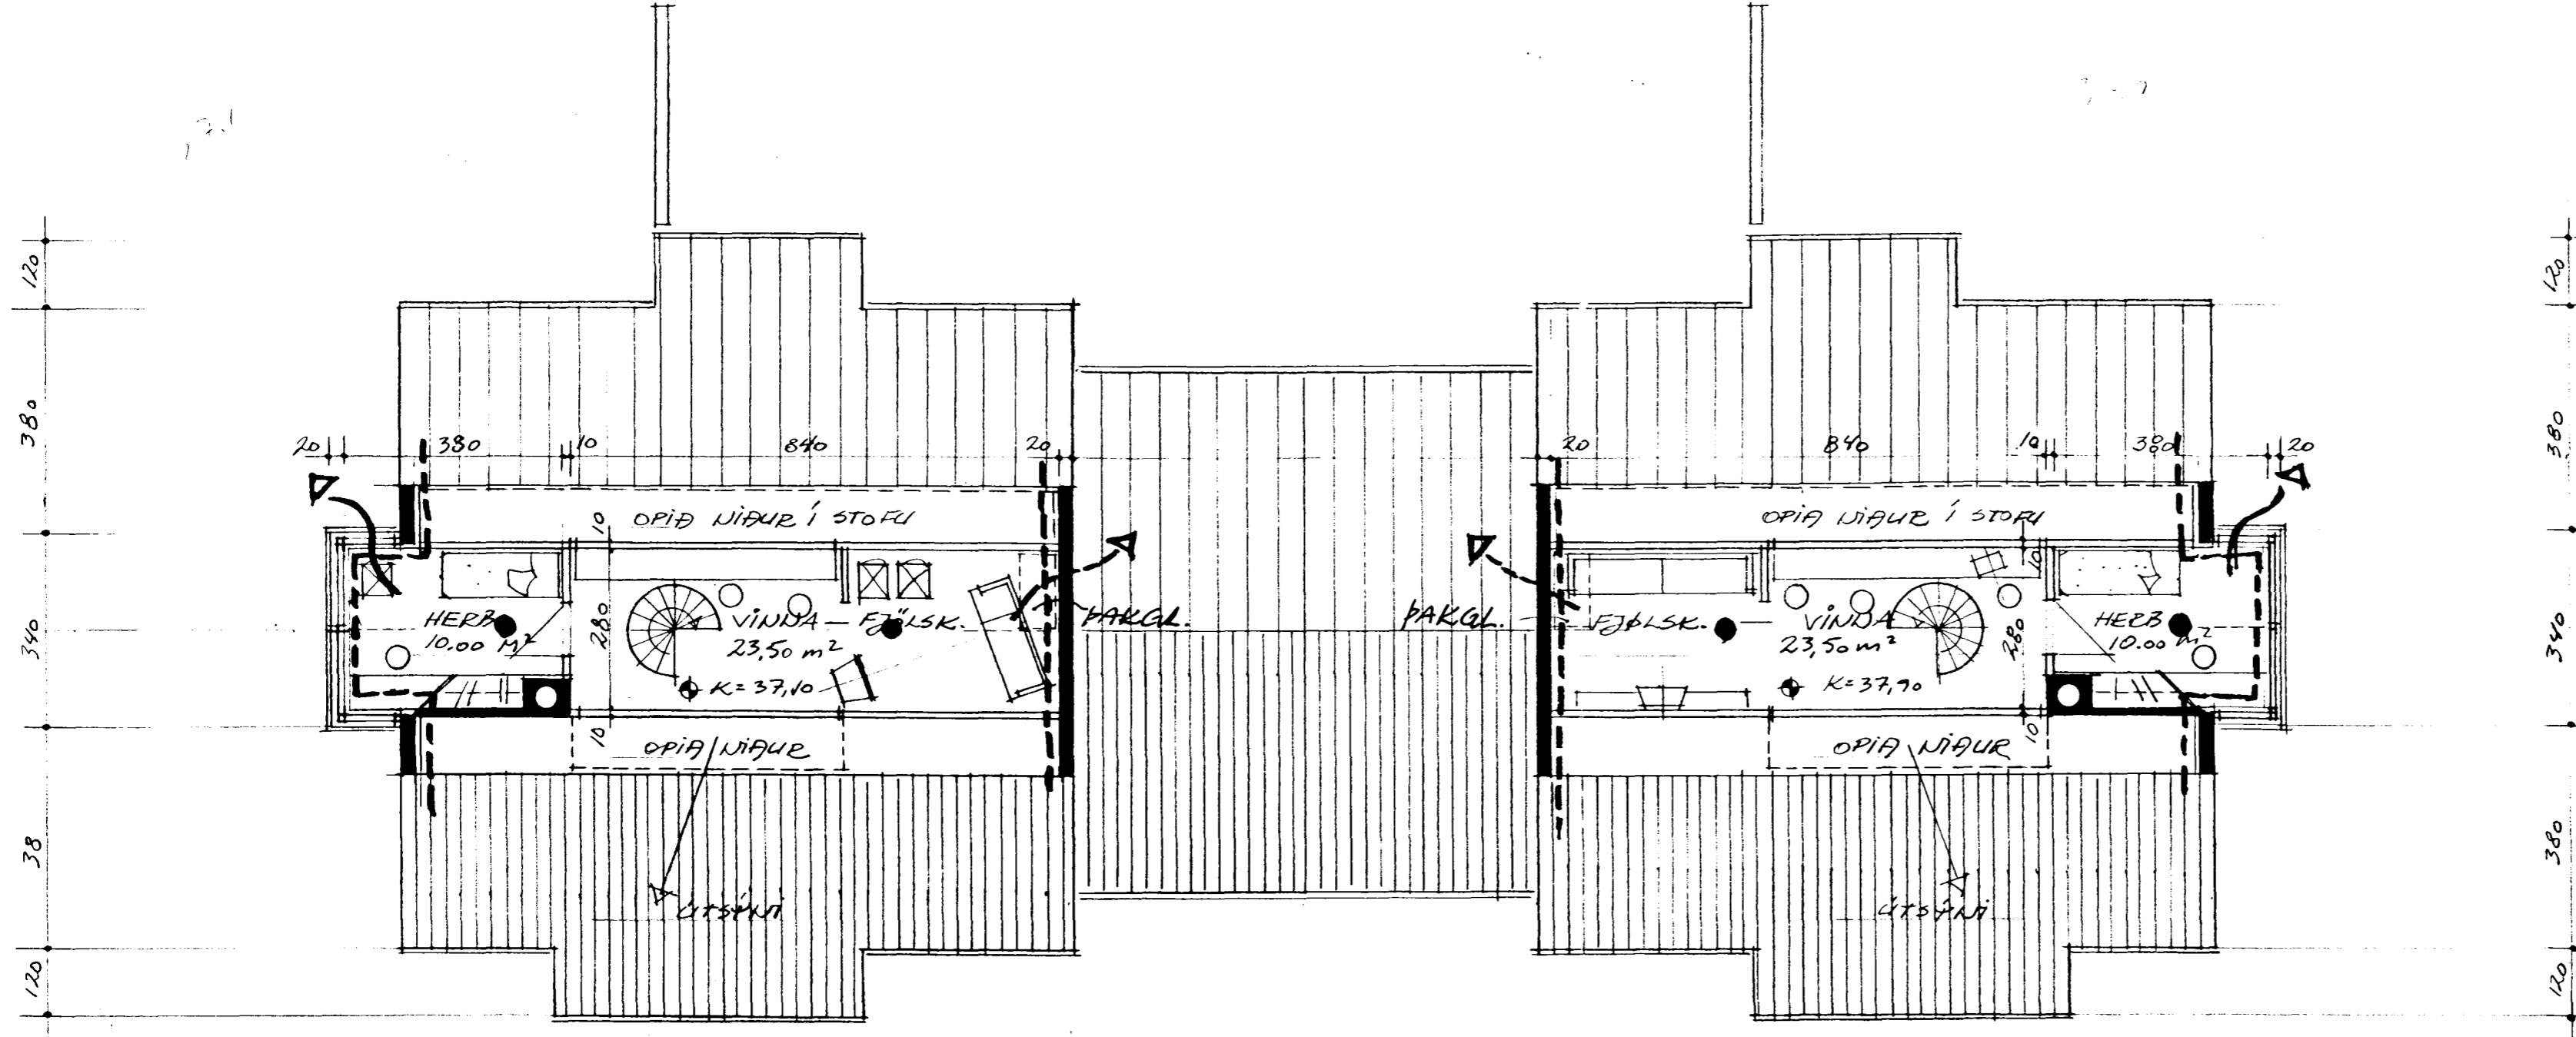 120
380
340
38
120
20
380
10
840
20
OPIÐ NIÐUR Í STOFU
10
HERB
10.00 M²
280
VINNA — FJÖLSK.
23,50 m²
K=37,10
10
OPIÐ NIÐUR
ÚTSÝNI
ÞAKGL.
ÞAKGL.
20
840
10
380
20
OPIÐ NIÐUR Í STOFU
10
FJÖLSK. — VINNA
23,50 m²
280
HERB
10.00 m²
K=37,90
10
OPIÐ NIÐUR
ÚTSÝNI
120
380
340
380
120